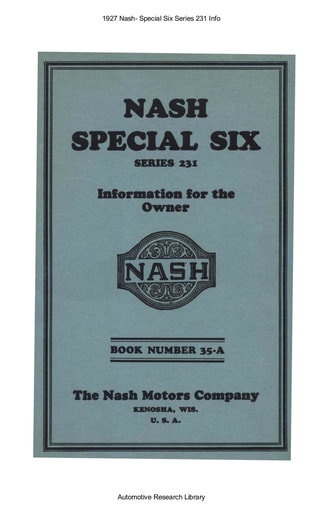 1927 Nash- Special Six Series 231 Info
NASH
SPECIAL SIX
SERIES 231
Information for the
Owner
NASH
BOOK NUMBER 35-A
The Nash Motors Company
KENOSHA, WIS.
U. S. A.
Automotive Research Library